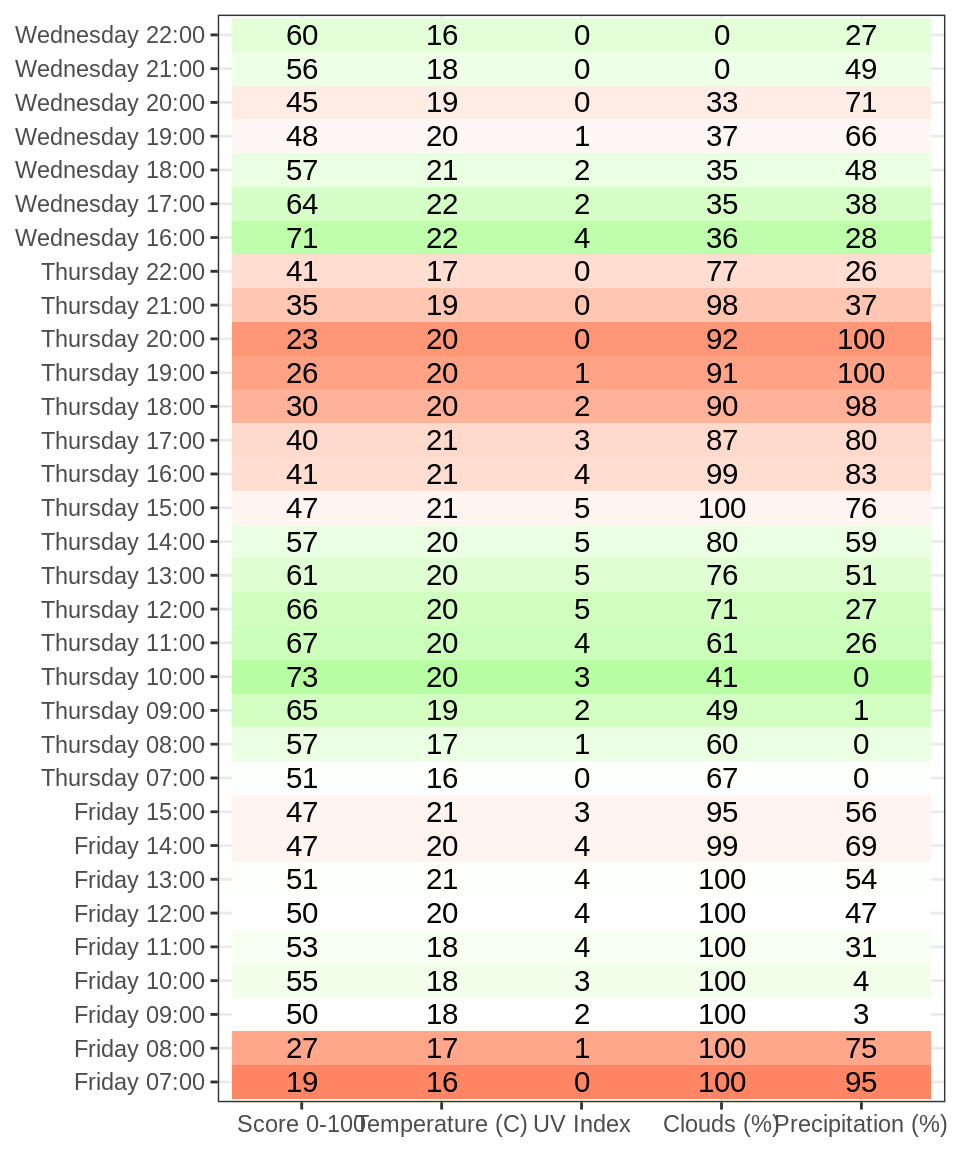 Wednesday 22:00 60 16 0 0 27
Wednesday 21:00 56 18 0 0 49
Wednesday 20:00 45 19 0 33 71
Wednesday 19:00 48 20 1 37 66
Wednesday 18:00 57 21 2 35 48
Wednesday 17:00 64 22 2 35 38
Wednesday 16:00 71 22 4 36 28
Thursday 22:00 41 17 0 77 26
Thursday 21:00 35 19 0 98 37
Thursday 20:00 23 20 0 92 100
Thursday 19:00 26 20 1 91 100
Thursday 18:00 30 20 2 90 98
Thursday 17:00 40 21 3 87 80
Thursday 16:00 41 21 4 99 83
Thursday 15:00 47 21 5 100 76
Thursday 14:00 57 20 5 80 59
Thursday 13:00 61 20 5 76 51
Thursday 12:00 66 20 5 71 27
Thursday 11:00 67 20 4 61 26
Thursday 10:00 73 20 3 41 0
Thursday 09:00 65 19 2 49 1
Thursday 08:00 57 17 1 60 0
Thursday 07:00 51 16 0 67 0
Friday 15:00 47 21 3 95 56
Friday 14:00 47 20 4 99 69
Friday 13:00 51 21 4 100 54
Friday 12:00 50 20 4 100 47
Friday 11:00 53 18 4 100 31
Friday 10:00 55 18 3 100 4
Friday 09:00 50 18 2 100 3
Friday 08:00 27 17 1 100 75
Friday 07:00 19 16 0 100 95
Score 0-100 Temperature (C) UV Index Clouds (%) Precipitation (%)